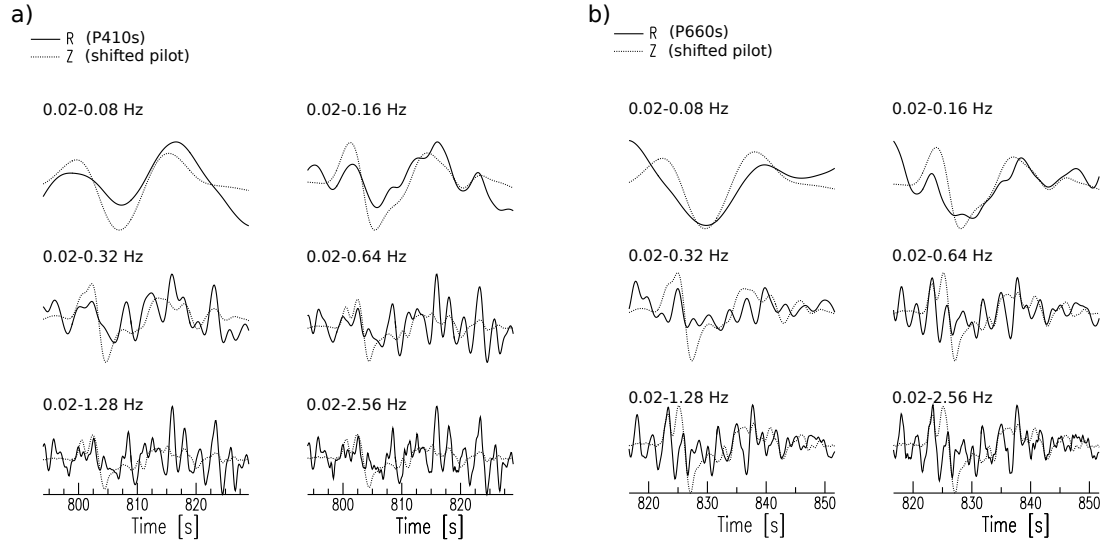 a)
R (P410s)
Z (shifted pilot)
0.02-0.08 Hz
0.02-0.16 Hz
0.02-0.32 Hz
0.02-0.64 Hz
0.02-1.28 Hz
0.02-2.56 Hz
800 810 820
800 810 820
Time [s]
Time [s]
b)
R (P660s)
Z (shifted pilot)
0.02-0.08 Hz
0.02-0.16 Hz
0.02-0.32 Hz
0.02-0.64 Hz
0.02-1.28 Hz
0.02-2.56 Hz
820 830 840 850
820 830 840 850
Time [s]
Time [s]